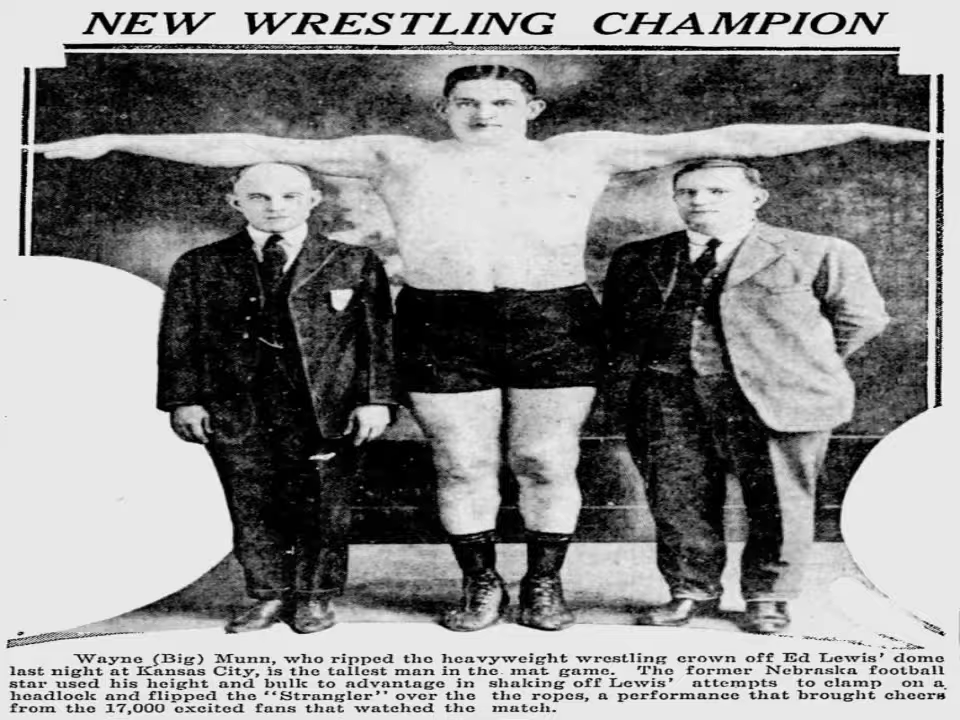 NEW WRESTLING CHAMPION
Wayne (Big) Munn, who ripped the heavyweight wrestling crown off Ed Lewis' dome
last night at Kansas City, is the tallest man in the mat game. The former Nebraska football
star used his height and bulk to advantage in shaking off Lewis' attempts to clamp on a
headlock and flipped the "Strangler" over the the ropes, a performance that brought cheers
from the 17,000 excited fans that watched the match.